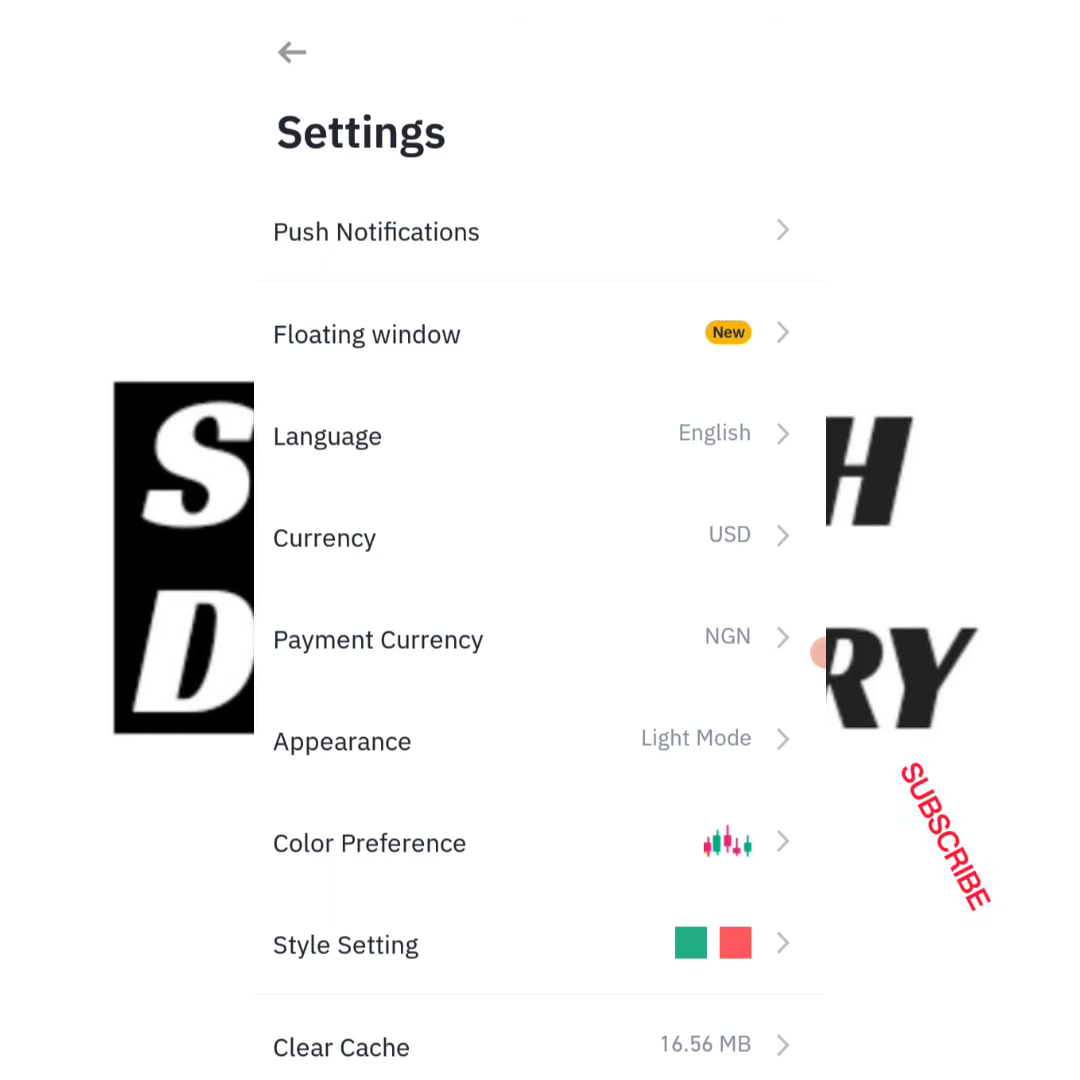 Settings
Push Notifications
Floating window New
Language English
Currency USD
Payment Currency NGN
Appearance Light Mode
Color Preference
Style Setting
Clear Cache 16.56 MB
S
H
D
RY
SUBSCRIBE